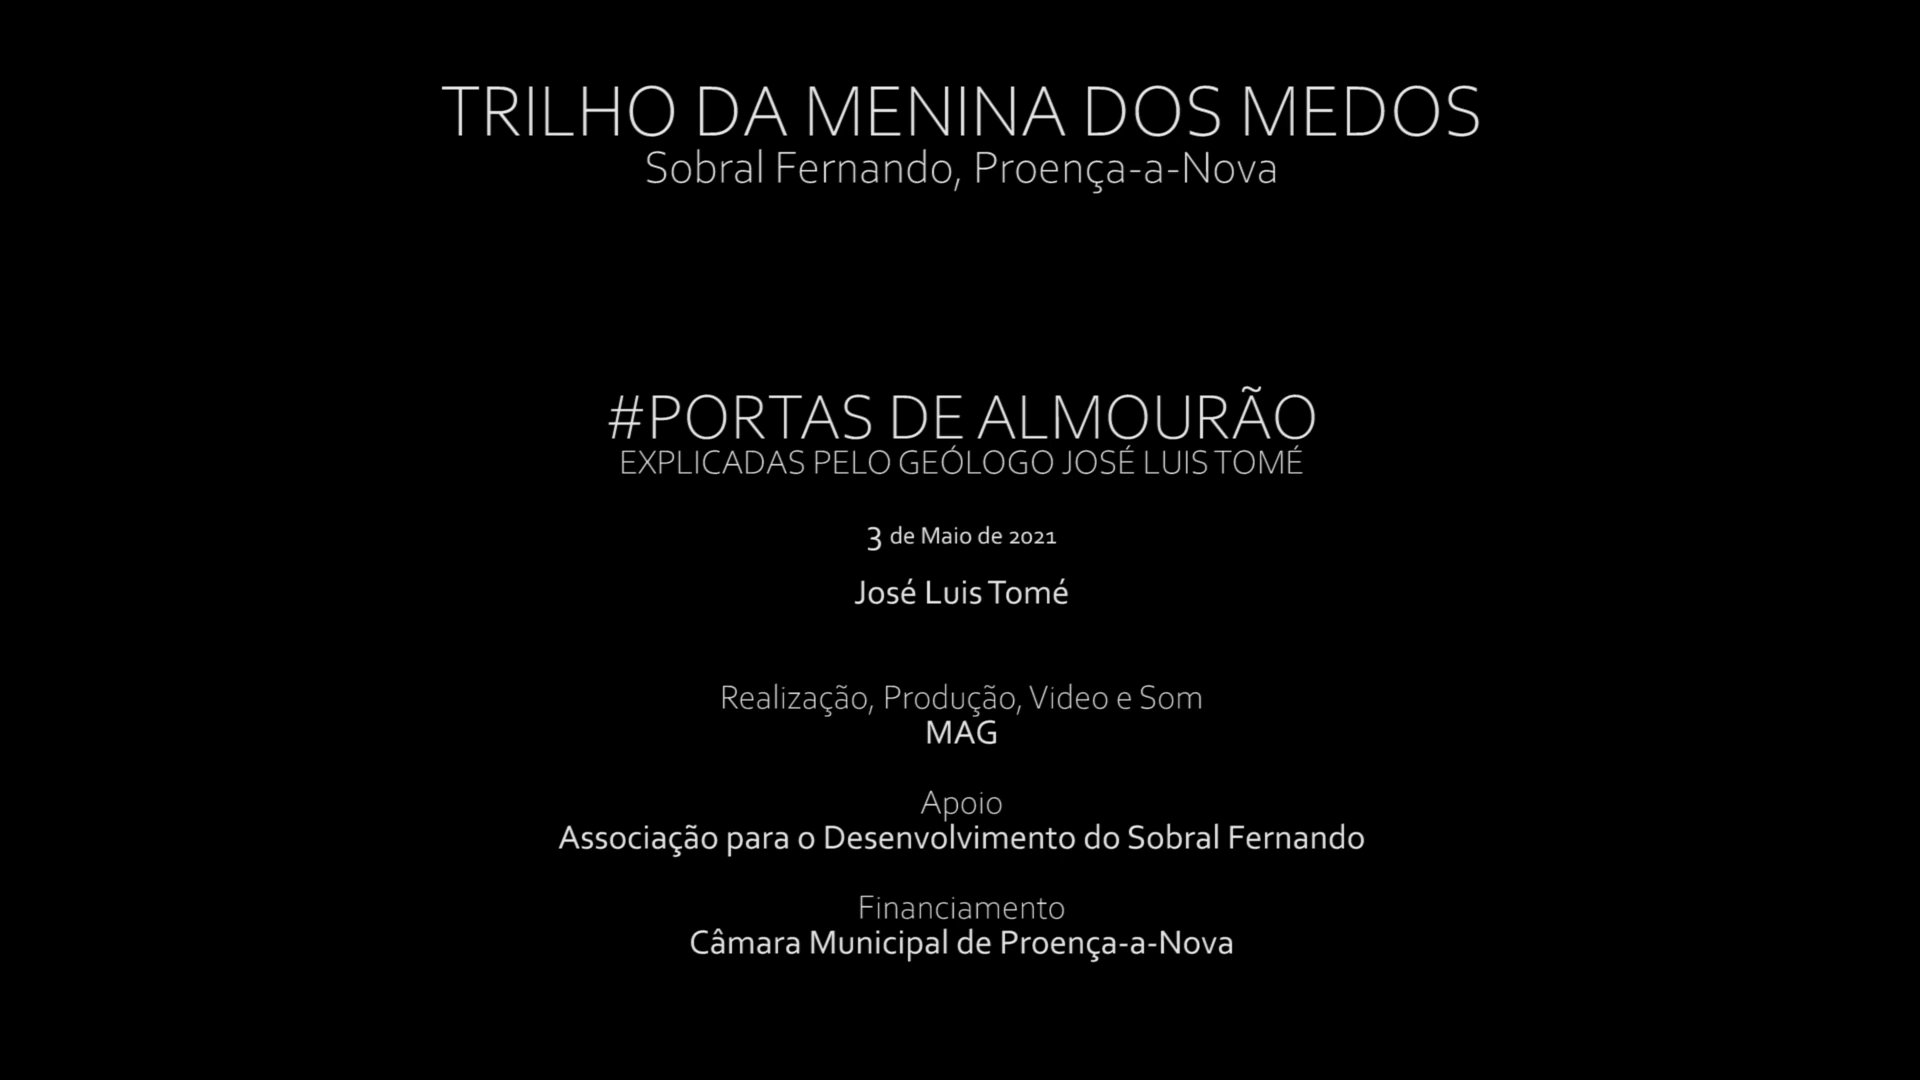 TRILHO DA MENINA DOS MEDOS
Sobral Fernando, Proença-a-Nova
#PORTAS DE ALMOURÃO
EXPLICADAS PELO GEÓLOGO JOSÉ LUIS TOMÉ
3 de Maio de 2021
José Luis Tomé
Realização, Produção, Video e Som
MAG
Apoio
Associação para o Desenvolvimento do Sobral Fernando
Financiamento
Câmara Municipal de Proença-a-Nova